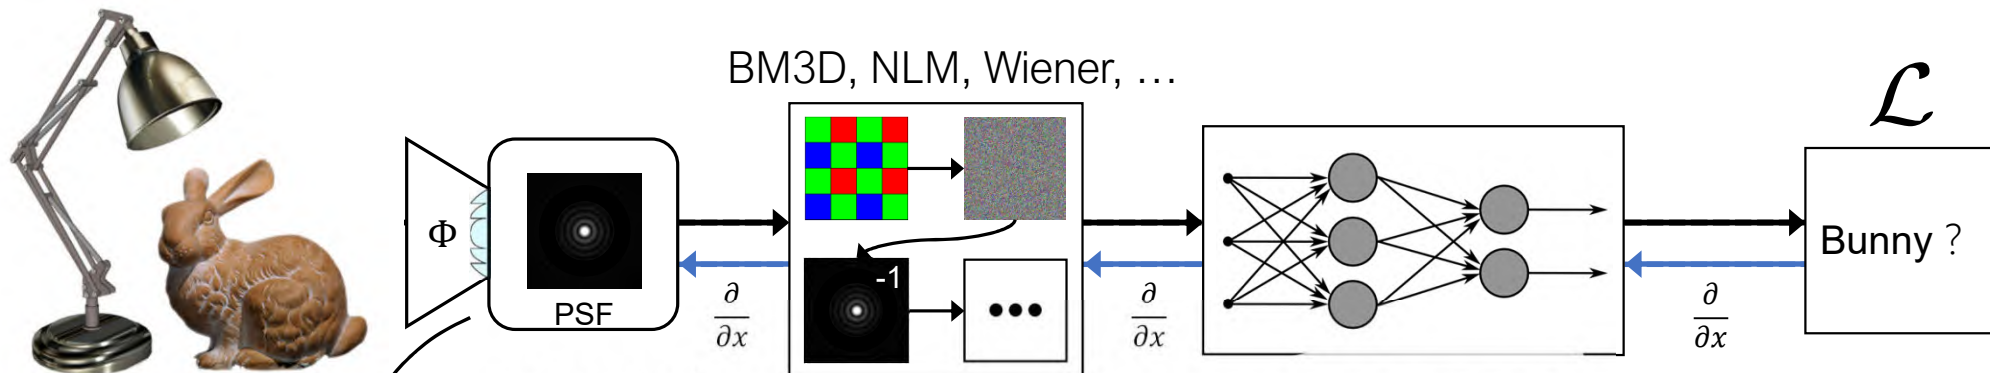 BM3D, NLM, Wiener, …
ℒ
Φ
PSF
-1
Bunny ?
∂
∂x
∂
∂x
∂
∂x